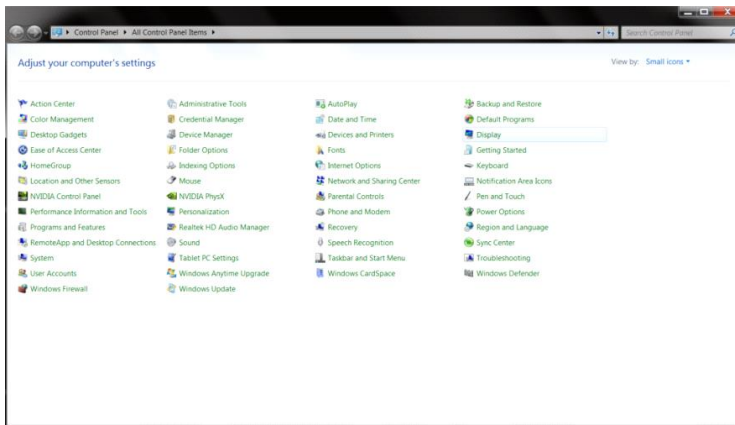 Control Panel ▸ All Control Panel Items ▸
Search Control Panel
Adjust your computer's settings
View by: Small icons
Action Center Administrative Tools AutoPlay Backup and Restore
Color Management Credential Manager Date and Time Default Programs
Desktop Gadgets Device Manager Devices and Printers Display
Ease of Access Center Folder Options Fonts Getting Started
HomeGroup Indexing Options Internet Options Keyboard
Location and Other Sensors Mouse Network and Sharing Center Notification Area Icons
NVIDIA Control Panel NVIDIA PhysX Parental Controls Pen and Touch
Performance Information and Tools Personalization Phone and Modem Power Options
Programs and Features Realtek HD Audio Manager Recovery Region and Language
RemoteApp and Desktop Connections Sound Speech Recognition Sync Center
System Tablet PC Settings Taskbar and Start Menu Troubleshooting
User Accounts Windows Anytime Upgrade Windows CardSpace Windows Defender
Windows Firewall Windows Update